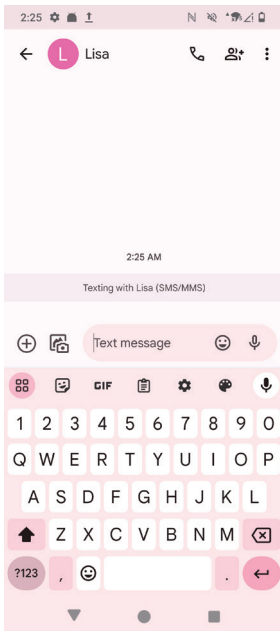 2:25
L Lisa
2:25 AM
Texting with Lisa (SMS/MMS)
Text message
GIF
1 2 3 4 5 6 7 8 9 0
Q W E R T Y U I O P
A S D F G H J K L
Z X C V B N M
?123 , .